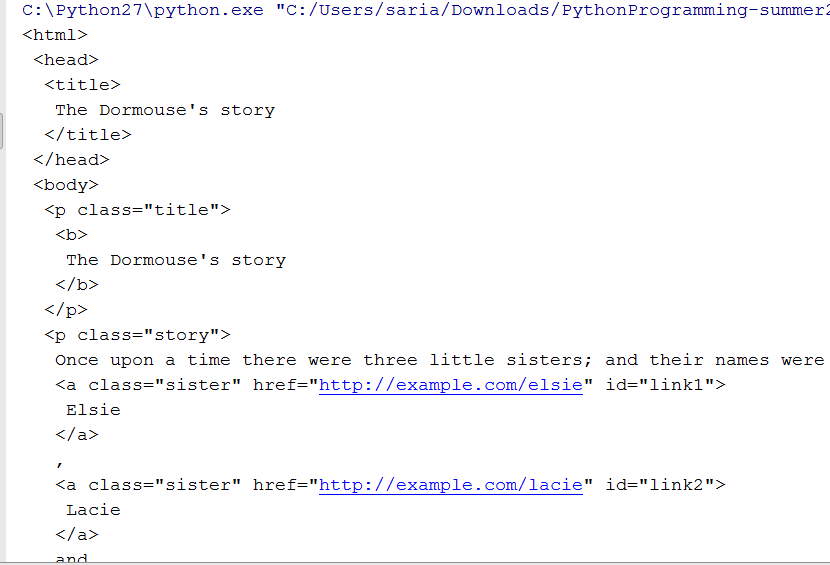 C:\Python27\python.exe "C:/Users/saria/Downloads/PythonProgramming-summer2
<html>
 <head>
  <title>
   The Dormouse's story
  </title>
 </head>
 <body>
  <p class="title">
   <b>
    The Dormouse's story
   </b>
  </p>
  <p class="story">
   Once upon a time there were three little sisters; and their names were
   <a class="sister" href="http://example.com/elsie" id="link1">
    Elsie
   </a>
   ,
   <a class="sister" href="http://example.com/lacie" id="link2">
    Lacie
   </a>
   and